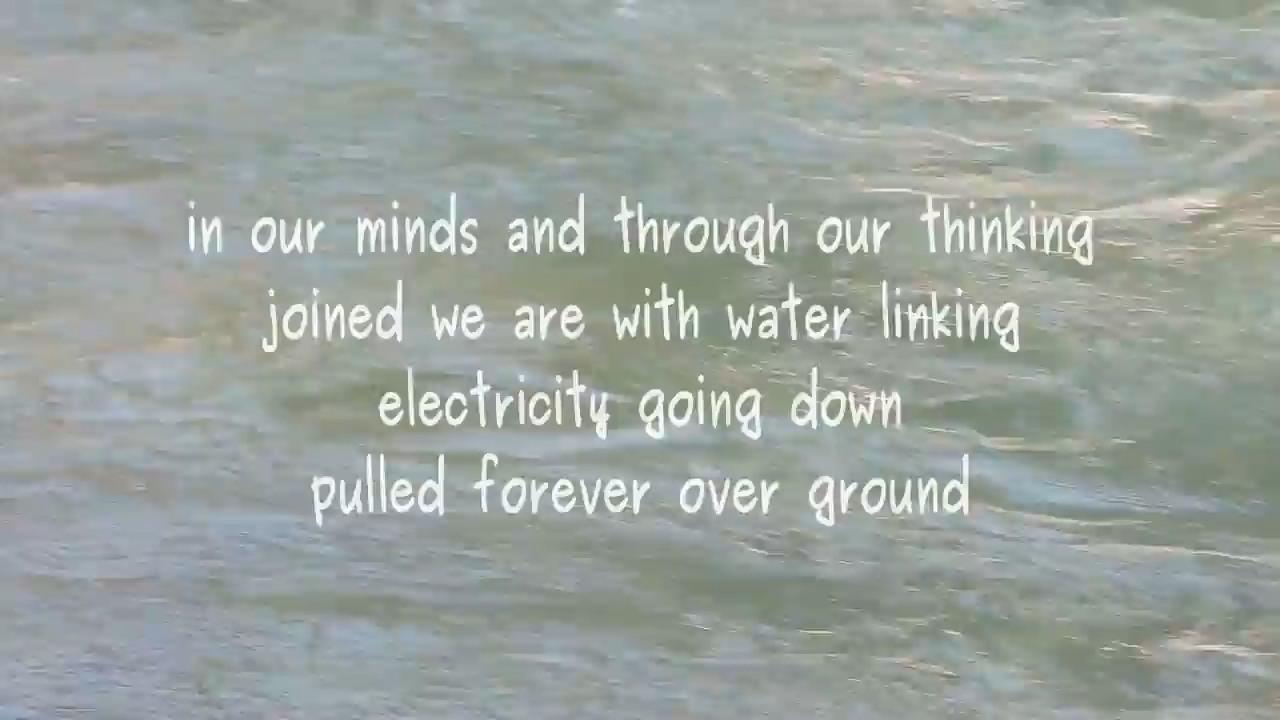 in our minds and through our thinking
joined we are with water linking
electricity going down
pulled forever over ground